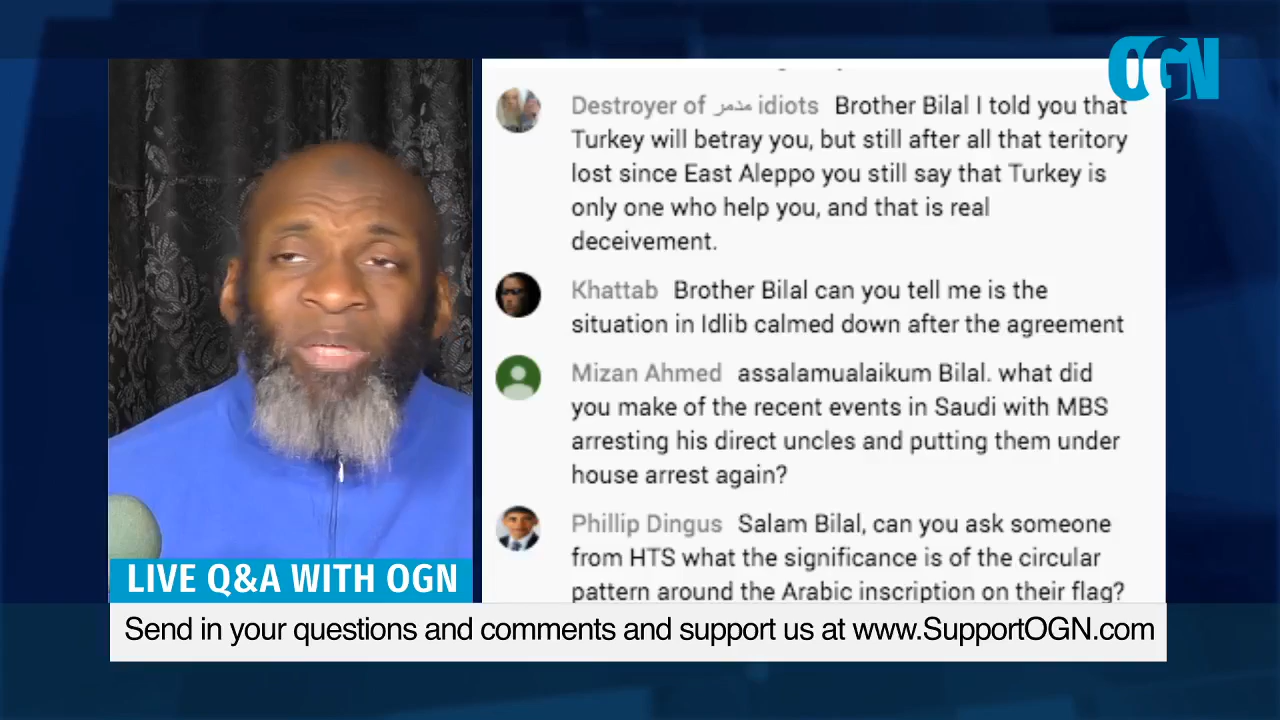 OGN
Destroyer of مدمر idiots Brother Bilal I told you that
Turkey will betray you, but still after all that teritory
lost since East Aleppo you still say that Turkey is
only one who help you, and that is real
deceivement.
Khattab Brother Bilal can you tell me is the
situation in Idlib calmed down after the agreement
Mizan Ahmed assalamualaikum Bilal. what did
you make of the recent events in Saudi with MBS
arresting his direct uncles and putting them under
house arrest again?
Phillip Dingus Salam Bilal, can you ask someone
from HTS what the significance is of the circular
pattern around the Arabic inscription on their flag?
LIVE Q&A WITH OGN
Send in your questions and comments and support us at www.SupportOGN.com